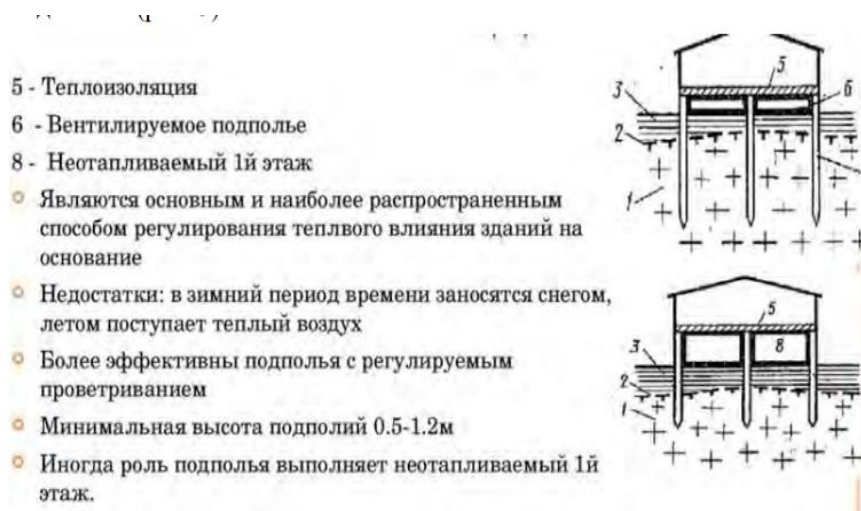 5 - Теплоизоляция
6 - Вентилируемое подполье
8 - Неотапливаемый 1й этаж
Являются основным и наиболее распространенным
способом регулирования теплвого влияния зданий на
основание
Недостатки: в зимний период времени заносятся снегом,
летом поступает теплый воздух
Более эффективны подполья с регулируемым
проветриванием
Минимальная высота подполий 0.5-1.2м
Иногда роль подполья выполняет неотапливаемый 1й
этаж.
5
3
6
2
1
5
3
8
2
1